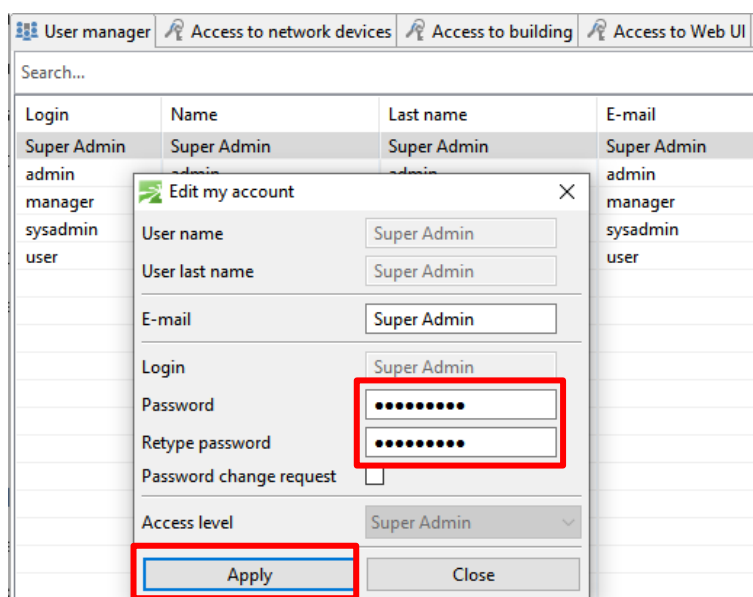 User manager Access to network devices Access to building Access to Web UI
Search...
Login Name Last name E-mail
Super Admin Super Admin Super Admin Super Admin
admin admin admin admin
manager manager
sysadmin sysadmin
user user
Edit my account
User name Super Admin
User last name Super Admin
E-mail Super Admin
Login Super Admin
Password •••••••••
Retype password •••••••••
Password change request
Access level Super Admin
Apply Close